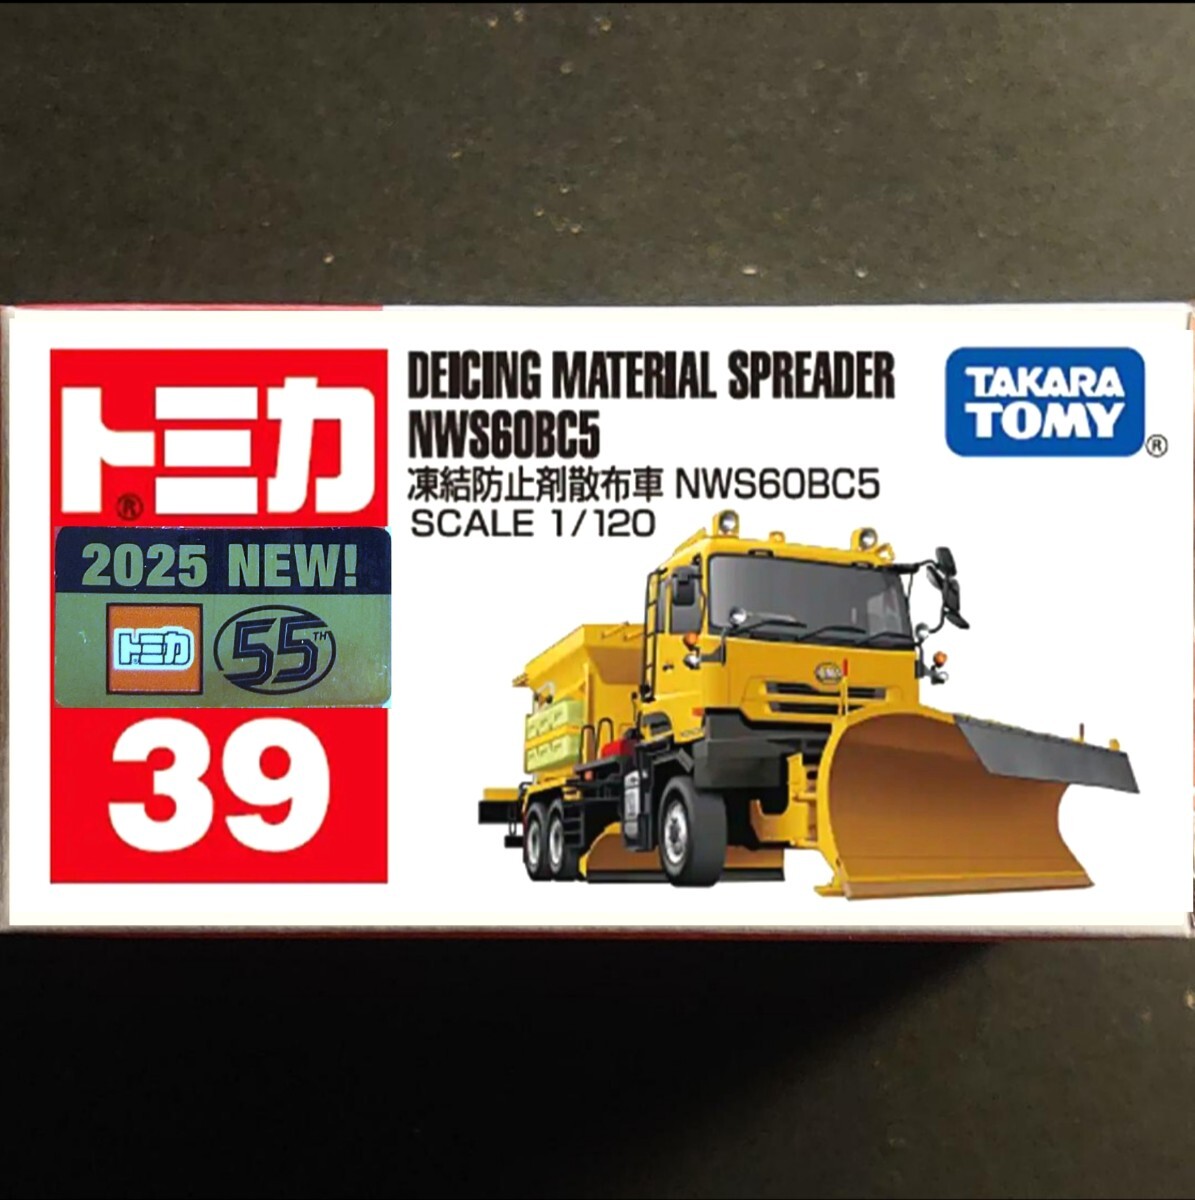 トミカ
®
2025 NEW!
トミカ
55TH
39
DEICING MATERIAL SPREADER
NWS60BC5
凍結防止剤散布車 NWS60BC5
SCALE 1/120
TAKARA
TOMY
®